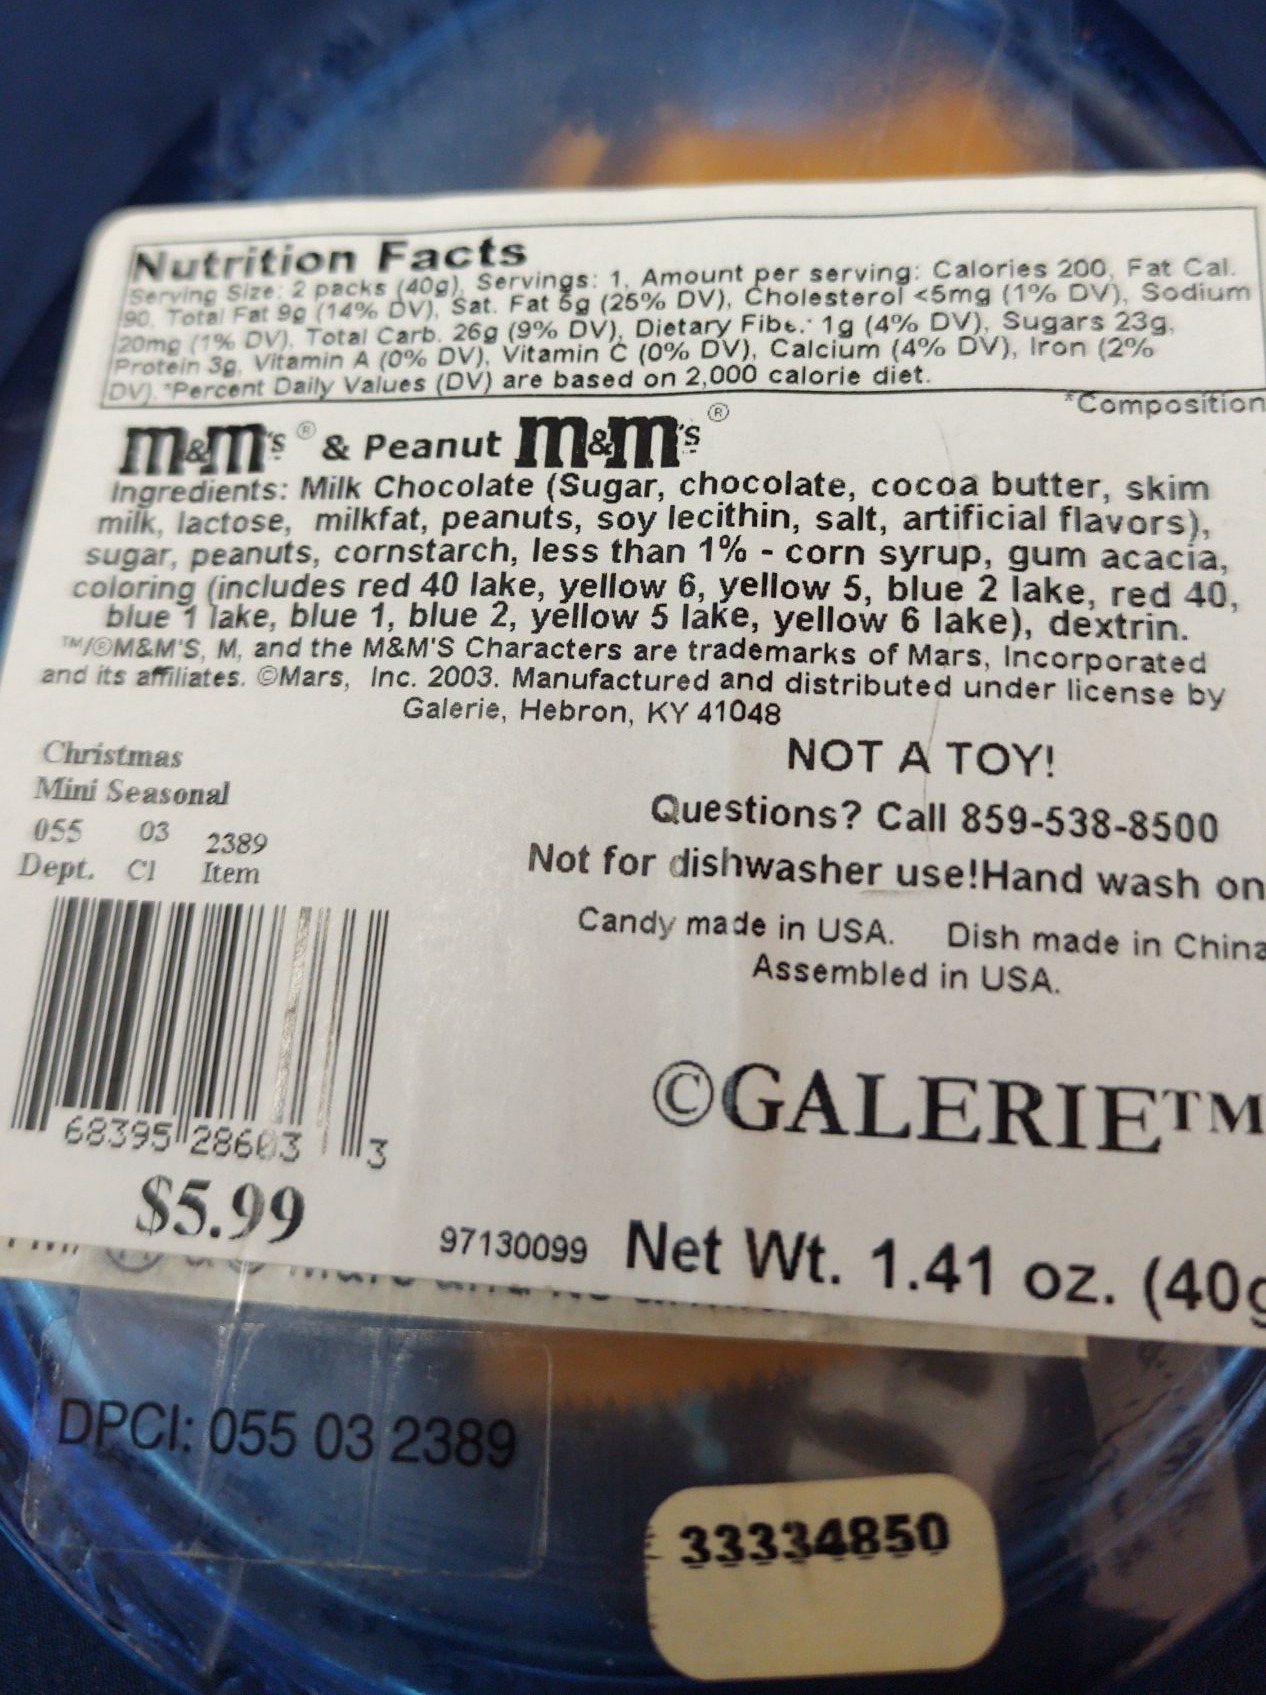 Nutrition Facts
Serving Size: 2 packs (40g), Servings: 1, Amount per serving: Calories 200, Fat Cal.
90, Total Fat 9g (14% DV), Sat. Fat 5g (25% DV), Cholesterol <5mg (1% DV), Sodium
20mg (1% DV), Total Carb. 26g (9% DV), Dietary Fiber 1g (4% DV), Sugars 23g,
Protein 3g, Vitamin A (0% DV), Vitamin C (0% DV), Calcium (4% DV), Iron (2%
DV). *Percent Daily Values (DV) are based on 2,000 calorie diet.
*Composition
m&m's® & Peanut m&m's®
Ingredients: Milk Chocolate (Sugar, chocolate, cocoa butter, skim
milk, lactose, milkfat, peanuts, soy lecithin, salt, artificial flavors),
sugar, peanuts, cornstarch, less than 1% - corn syrup, gum acacia,
coloring (includes red 40 lake, yellow 6, yellow 5, blue 2 lake, red 40,
blue 1 lake, blue 1, blue 2, yellow 5 lake, yellow 6 lake), dextrin.
™/©M&M'S, M, and the M&M'S Characters are trademarks of Mars, Incorporated
and its affiliates. ©Mars, Inc. 2003. Manufactured and distributed under license by
Galerie, Hebron, KY 41048
NOT A TOY!
Questions? Call 859-538-8500
Not for dishwasher use!Hand wash on
Candy made in USA. Dish made in China
Assembled in USA.
Christmas
Mini Seasonal
055 03 2389
Dept. Cl Item
68395 28603 3
$5.99
©GALERIE™
97130099 Net Wt. 1.41 oz. (40g
DPCI: 055 03 2389
33334850